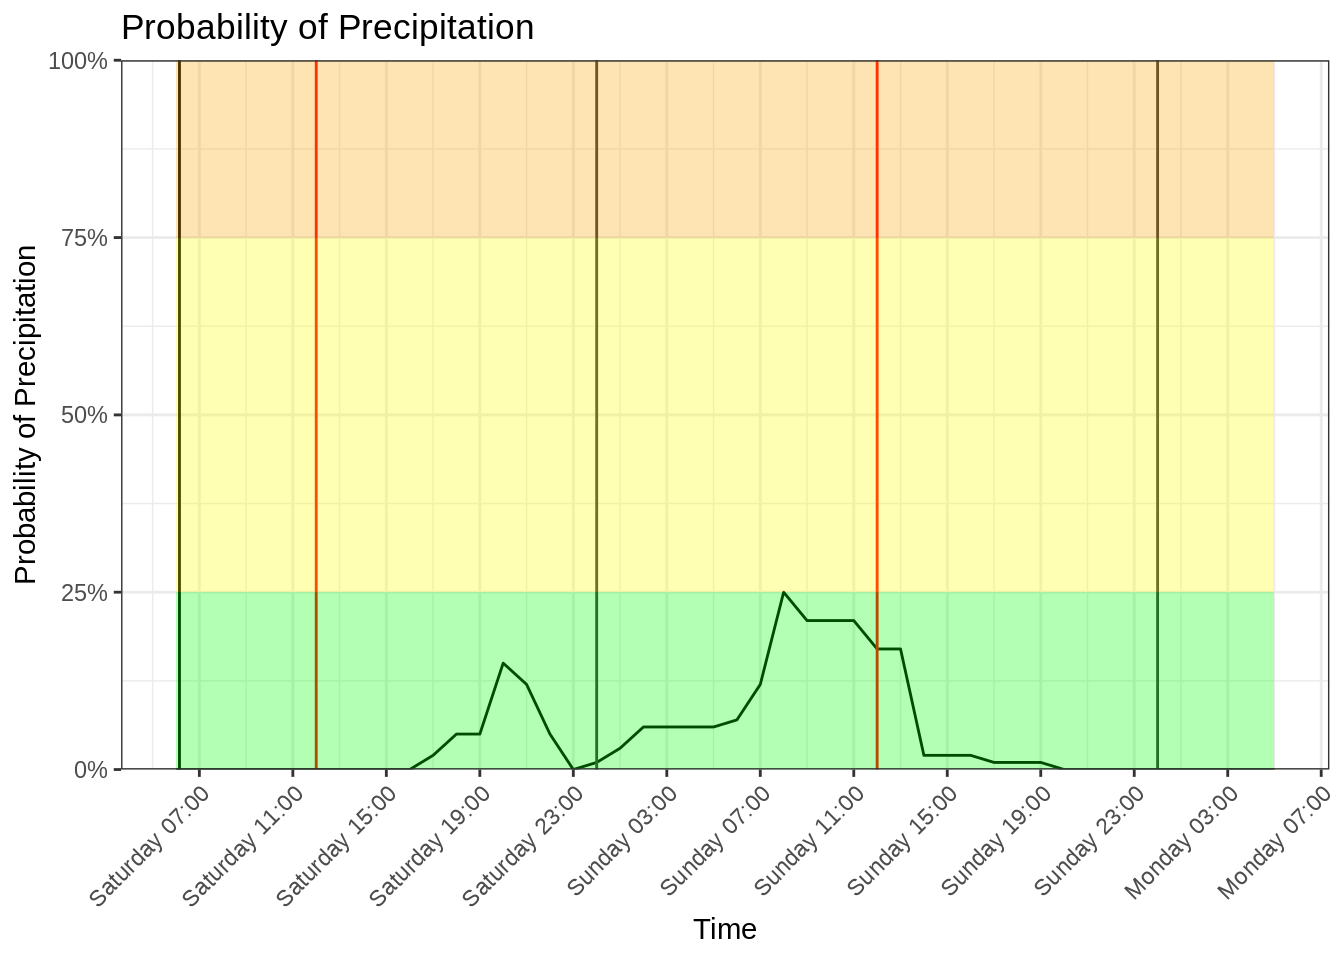 Probability of Precipitation
Probability of Precipitation
100%
75%
50%
25%
0%
Saturday 07:00
Saturday 11:00
Saturday 15:00
Saturday 19:00
Saturday 23:00
Sunday 03:00
Sunday 07:00
Sunday 11:00
Sunday 15:00
Sunday 19:00
Sunday 23:00
Monday 03:00
Monday 07:00
Time